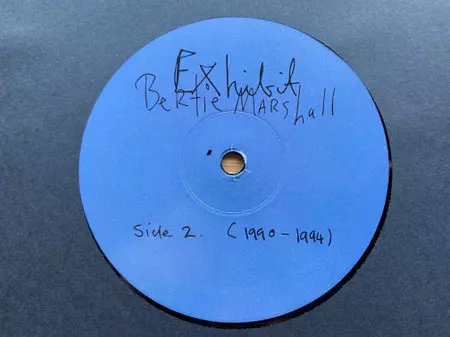 Exhibit
BeRtie MARShall
Side 2. (1990-1994)